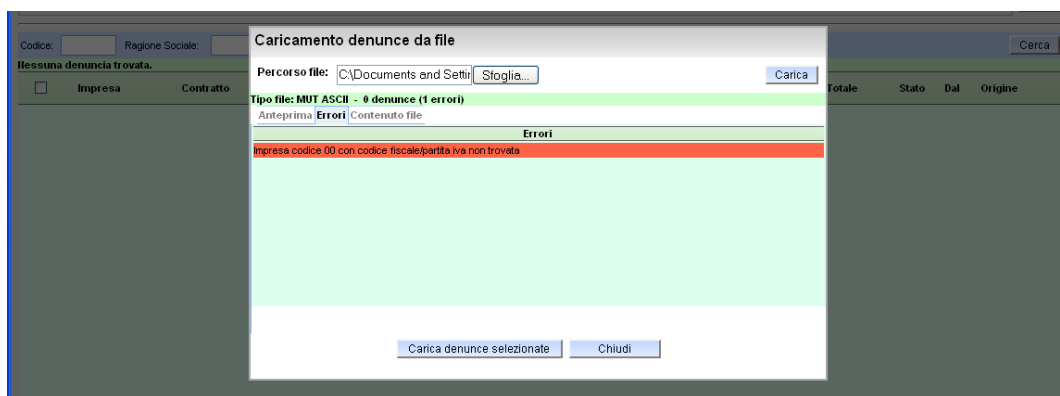 Caricamento denunce da file
Codice:
Ragione Sociale:
Cerca
Percorso file: C:\Documents and Settir Sfoglia... Carica
Nessuna denuncia trovata.
Impresa Contratto Totale Stato Dal Origine
Tipo file: MUT ASCII - 0 denunce (1 errori)
Anteprima Errori Contenuto file
Errori
Impresa codice 00 con codice fiscale/partita iva non trovata
Carica denunce selezionate Chiudi